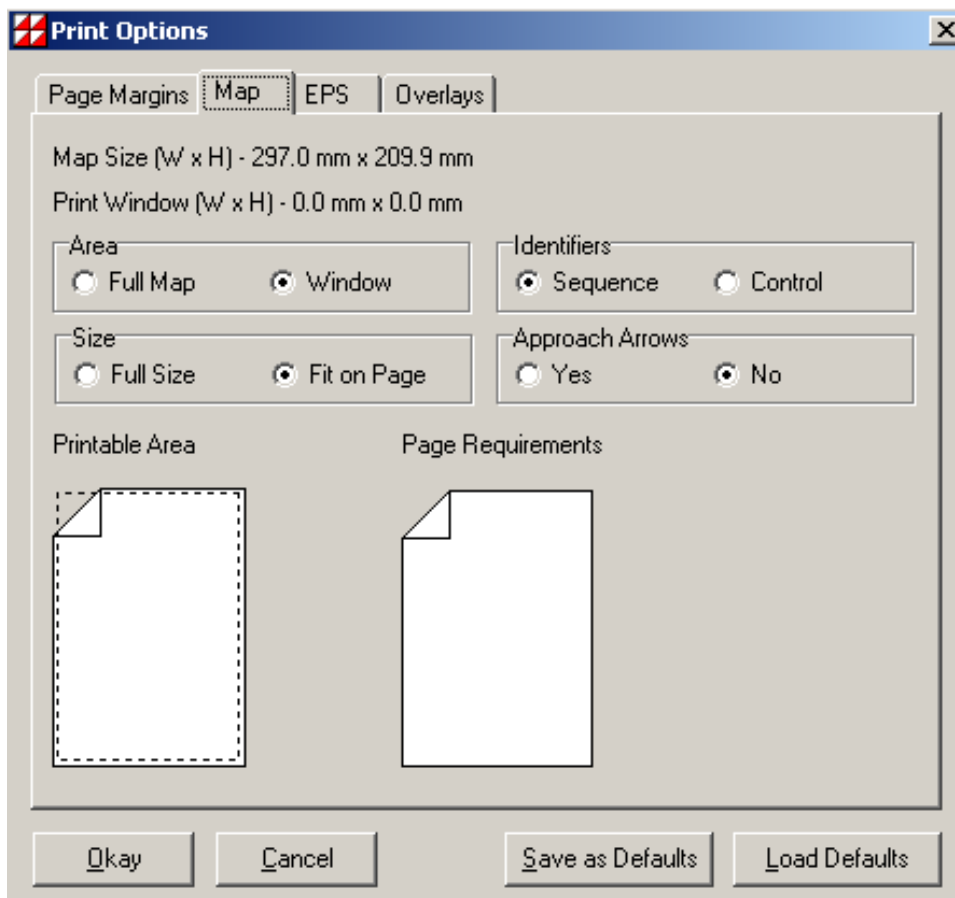 Print Options
Page Margins Map EPS Overlays
Map Size (W x H) - 297.0 mm x 209.9 mm
Print Window (W x H) - 0.0 mm x 0.0 mm
Area Identifiers
Full Map Window Sequence Control
Size Approach Arrows
Full Size Fit on Page Yes No
Printable Area Page Requirements
Okay Cancel Save as Defaults Load Defaults